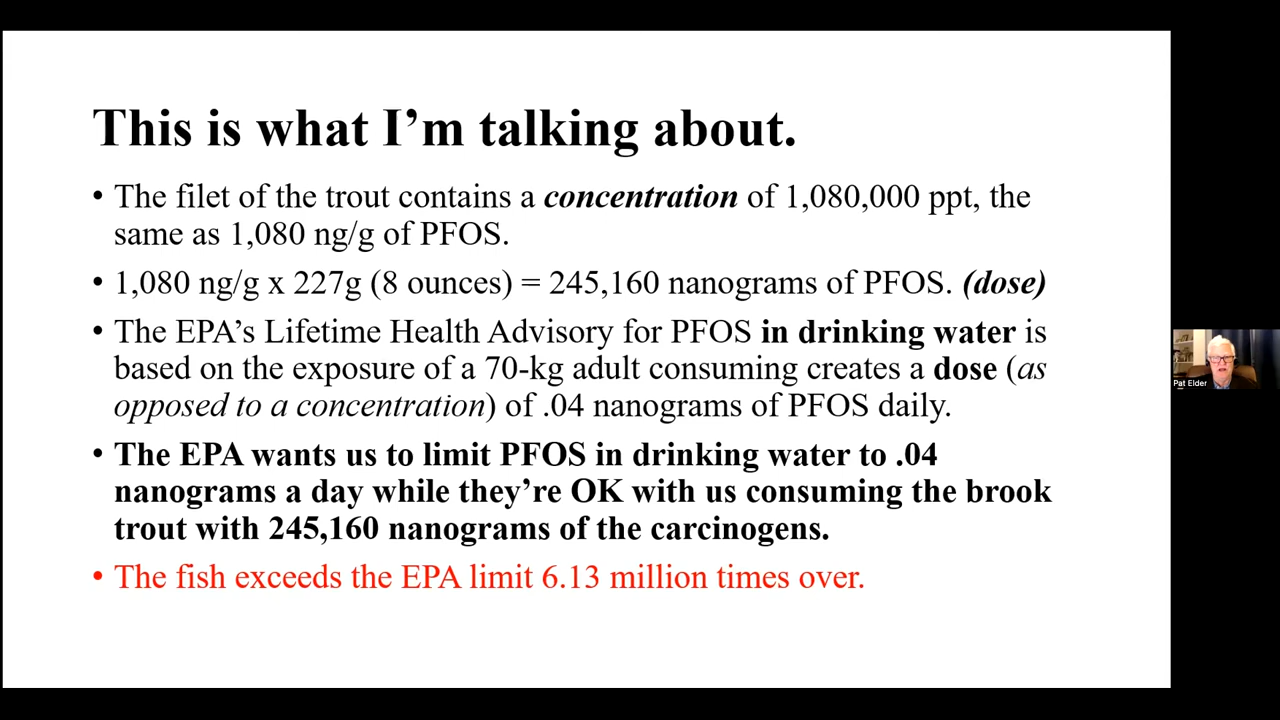 This is what I’m talking about.
• The filet of the trout contains a concentration of 1,080,000 ppt, the
same as 1,080 ng/g of PFOS.
• 1,080 ng/g x 227g (8 ounces) = 245,160 nanograms of PFOS. (dose)
• The EPA’s Lifetime Health Advisory for PFOS in drinking water is
based on the exposure of a 70-kg adult consuming creates a dose (as
opposed to a concentration) of .04 nanograms of PFOS daily.
• The EPA wants us to limit PFOS in drinking water to .04
nanograms a day while they’re OK with us consuming the brook
trout with 245,160 nanograms of the carcinogens.
• The fish exceeds the EPA limit 6.13 million times over.
Pat Elder